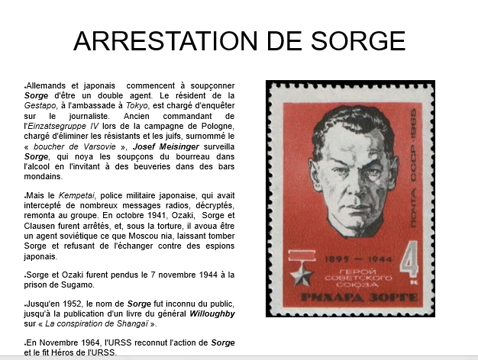 ARRESTATION DE SORGE
•Allemands et japonais commencent à soupçonner
Sorge d'être un double agent. Le résident de la
Gestapo, à l'ambassade à Tokyo, est chargé d'enquêter
sur le journaliste. Ancien commandant de
l'Einzatsegruppe IV lors de la campagne de Pologne,
chargé d'éliminer les résistants et les juifs, surnommé le
« boucher de Varsovie », Josef Meisinger surveilla
Sorge, qui noya les soupçons du bourreau dans
l'alcool en l'invitant à des beuveries dans des bars
mondains.
•Mais le Kempetaï, police militaire japonaise, qui avait
intercepté de nombreux messages radios, décryptés,
remonta au groupe. En octobre 1941, Ozaki, Sorge et
Clausen furent arrêtés, et, sous la torture, il avoua être
un agent soviétique ce que Moscou nia, laissant tomber
Sorge et refusant de l'échanger contre des espions
japonais.
•Sorge et Ozaki furent pendus le 7 novembre 1944 à la
prison de Sugamo.
•Jusqu'en 1952, le nom de Sorge fut inconnu du public,
jusqu'à la publication d'un livre du général Willoughby
sur « La conspiration de Shangaï ».
•En Novembre 1964, l'URSS reconnut l'action de Sorge
et le fit Héros de l'URSS.
ПОЧТА СССР 1965
1895 – 1944
ГЕРОЙ
СОВЕТСКОГО
СОЮЗА
4
К
РИХАРД ЗОРГЕ